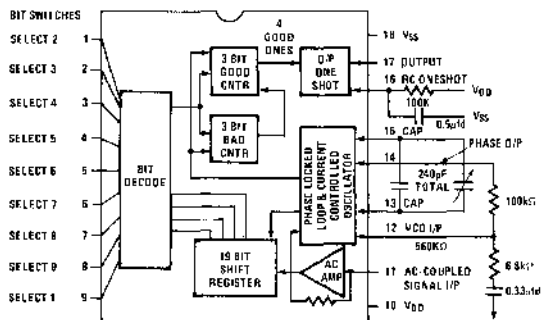 BIT SWITCHES
SELECT 2 1
SELECT 3 2
SELECT 4 3
SELECT 5 4
SELECT 6 5
SELECT 7 6
SELECT 8 7
SELECT 9 8
SELECT 1 9
BIT
DECODE
4
GOOD
ONES
3 BIT
GOOD
CNTR
3 BIT
BAD
CNTR
O/P
ONE
SHOT
PHASE LOCKED
LOOP & CURRENT
CONTROLLED
OSCILLATOR
19 BIT
SHIFT
REGISTER
AC
AMP
18 VSS
17 OUTPUT
16 RC ONESHOT
VDD
100K
0.5µfd
VSS
15 CAP
PHASE O/P
14
240pF
TOTAL
13 CAP
100kΩ
12 VCO I/P
560KΩ
11 AC-COUPLED
SIGNAL I/P
6.8kΩ
0.33µfd
10 VDD